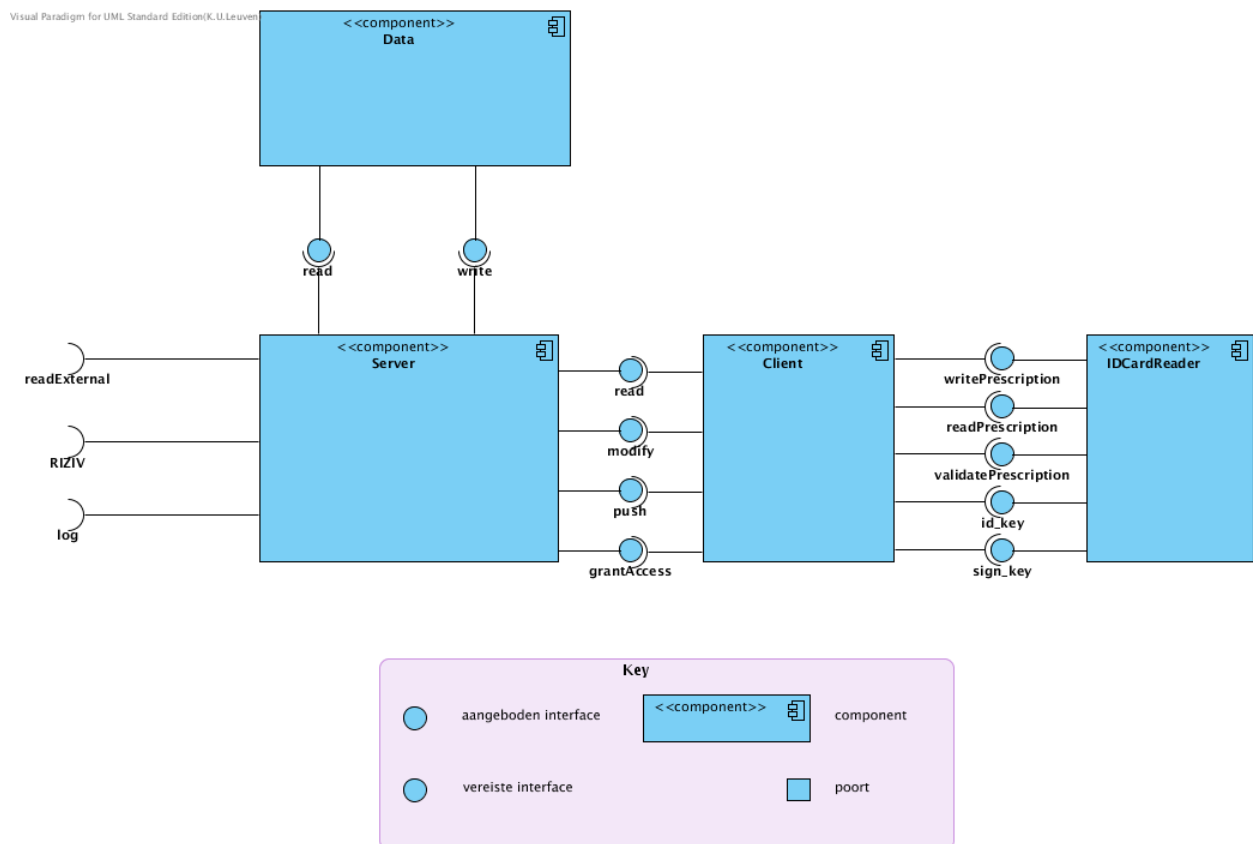 Visual Paradigm for UML Standard Edition(K.U.Leuven)
<<component>>
Data
read
write
<<component>>
Server
<<component>>
Client
<<component>>
IDCardReader
readExternal
RIZIV
log
read
modify
push
grantAccess
writePrescription
readPrescription
validatePrescription
id_key
sign_key
Key
aangeboden interface
<<component>>
component
vereiste interface
poort